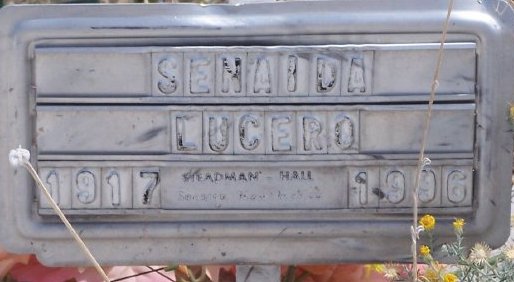 SENAIDA
LUCERO
1917 STEADMAN - HALL 1996